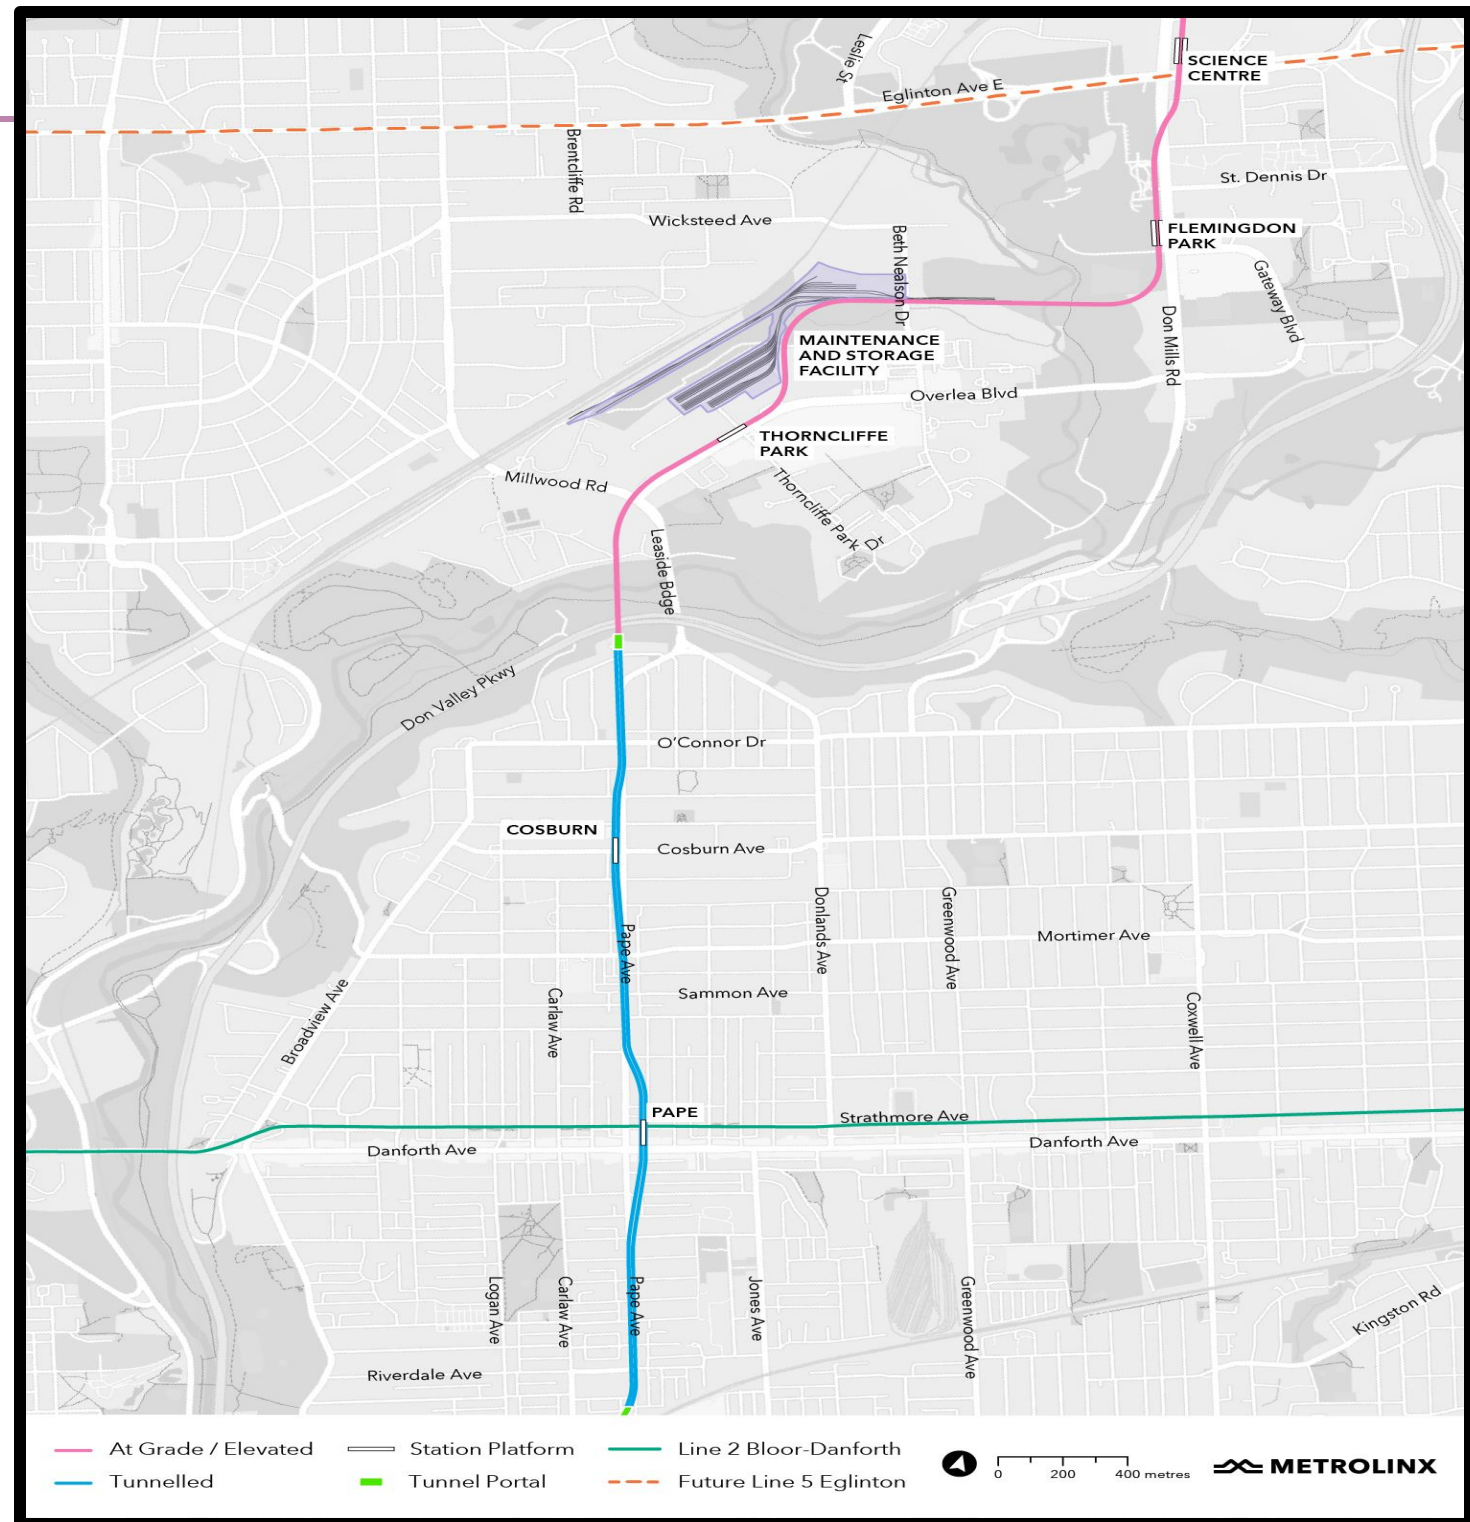 Leslie St
SCIENCE
CENTRE
Eglinton Ave E
Brentcliffe Rd
St. Dennis Dr
Wicksteed Ave
Beth Nealson Dr
FLEMINGDON
PARK
Gateway Blvd
Don Mills Rd
MAINTENANCE
AND STORAGE
FACILITY
Overlea Blvd
THORNCLIFFE
PARK
Millwood Rd
Thorncliffe Park Dr
Leaside Bdge
Don Valley Pkwy
O'Connor Dr
COSBURN
Cosburn Ave
Donlands Ave
Greenwood Ave
Pape Ave
Mortimer Ave
Broadview Ave
Carlaw Ave
Sammon Ave
Coxwell Ave
PAPE
Strathmore Ave
Danforth Ave
Danforth Ave
Logan Ave
Carlaw Ave
Pape Ave
Jones Ave
Greenwood Ave
Kingston Rd
Riverdale Ave
At Grade / Elevated
Station Platform
Line 2 Bloor-Danforth
Tunnelled
Tunnel Portal
Future Line 5 Eglinton
0 200 400 metres
METROLINX